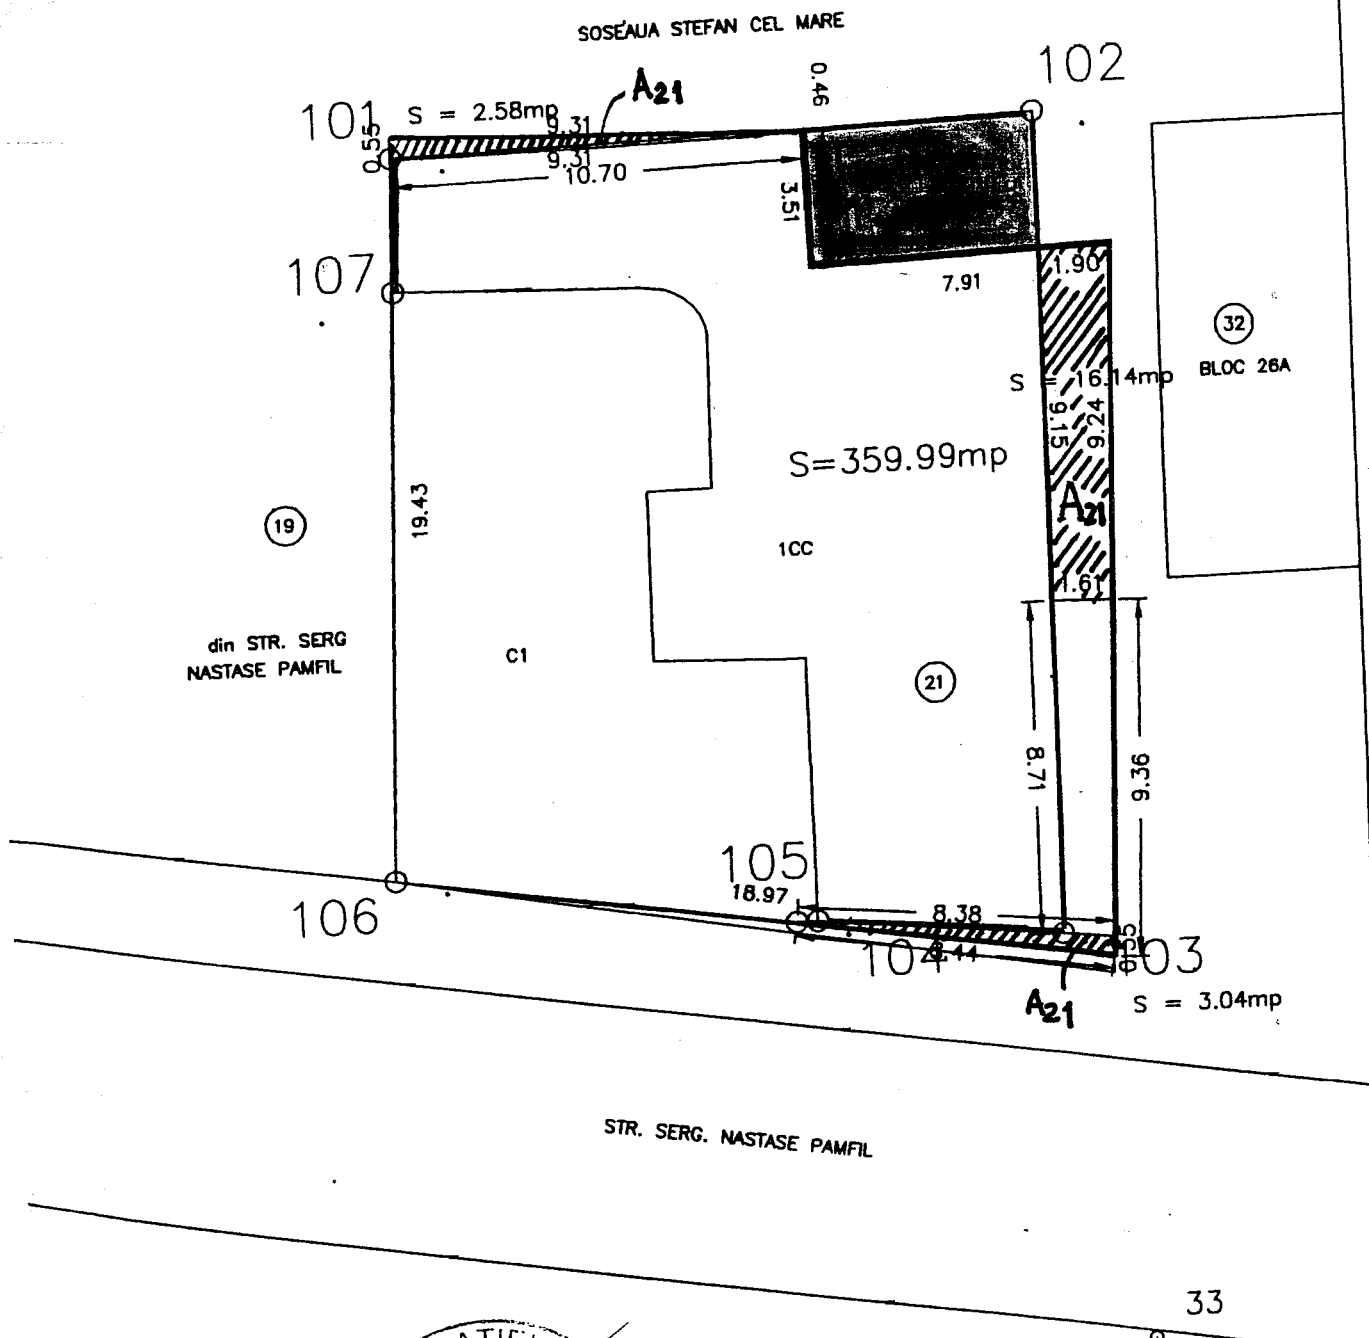 SOSEAUA STEFAN CEL MARE
102
0.46
A21
101
S = 2.58mp
9.31
0.55
9.31
10.70
3.51
107
1.90
7.91
32
BLOC 26A
S = 16.14mp
9.15
9.24
S=359.99mp
A21
19.43
19
1CC
1.61
din STR. SERG
NASTASE PAMFIL
C1
21
8.71
9.36
105
18.97
106
8.38
104
0.55
03
A21
S = 3.04mp
STR. SERG. NASTASE PAMFIL
33